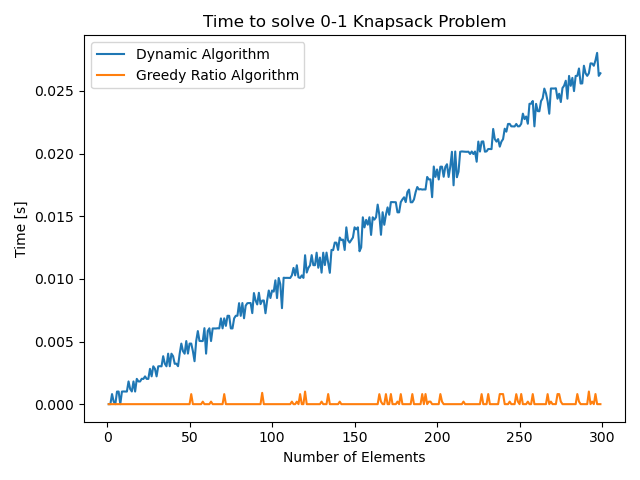 Time to solve 0-1 Knapsack Problem
Dynamic Algorithm
Greedy Ratio Algorithm
0.025
0.020
0.015
0.010
0.005
0.000
Time [s]
0 50 100 150 200 250 300
Number of Elements